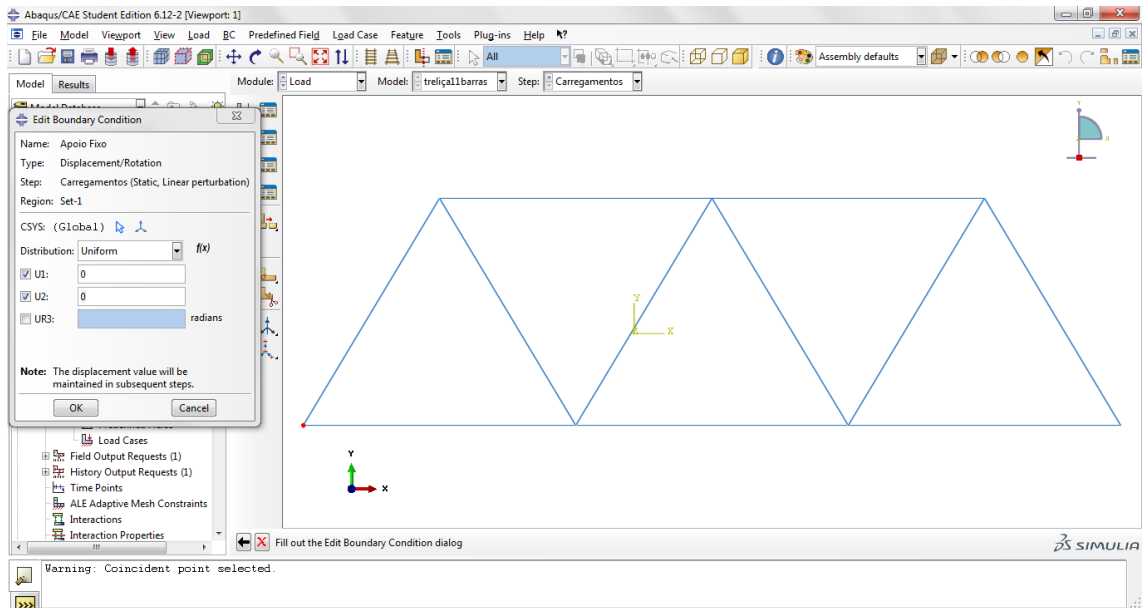 Abaqus/CAE Student Edition 6.12-2 [Viewport: 1]
File Model Viewport View Load BC Predefined Field Load Case Feature Tools Plug-ins Help
All
Assembly defaults
Model Results
Module: Load Model: treliça11barras Step: Carregamentos
Model Database
Edit Boundary Condition
Name: Apoio Fixo
Type: Displacement/Rotation
Step: Carregamentos (Static, Linear perturbation)
Region: Set-1
CSYS: (Global)
Distribution: Uniform f(x)
U1: 0
U2: 0
UR3: radians
Note: The displacement value will be
maintained in subsequent steps.
OK Cancel
Load Cases
Field Output Requests (1)
History Output Requests (1)
Time Points
ALE Adaptive Mesh Constraints
Interactions
Interaction Properties
Y
X
Z
Y
X
Y
X
Fill out the Edit Boundary Condition dialog
SIMULIA
Warning: Coincident point selected.
>>>